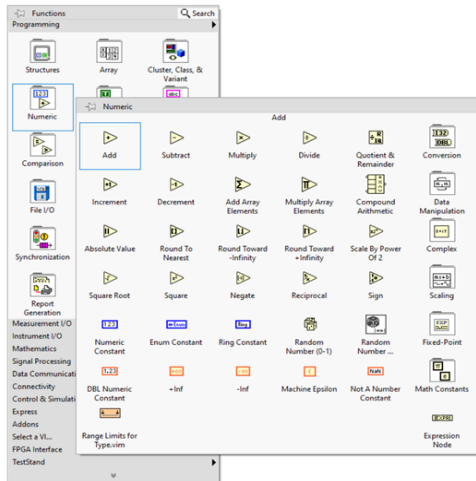 Functions
Search
Programming
Structures
Array
Cluster, Class, &
Variant
Numeric
Comparison
File I/O
Synchronization
Report
Generation
Measurement I/O
Instrument I/O
Mathematics
Signal Processing
Data Communicati
Connectivity
Control & Simulati
Express
Addons
Select a VI...
FPGA Interface
TestStand
Numeric
Add
Add
Subtract
Multiply
Divide
Quotient &
Remainder
Conversion
Increment
Decrement
Add Array
Elements
Multiply Array
Elements
Compound
Arithmetic
Data
Manipulation
Absolute Value
Round To
Nearest
Round Toward
-Infinity
Round Toward
+Infinity
Scale By Power
Of 2
Complex
Square Root
Square
Negate
Reciprocal
Sign
Scaling
Numeric
Constant
Enum Constant
Ring Constant
Random
Number (0-1)
Random
Number ...
Fixed-Point
DBL Numeric
Constant
+Inf
-Inf
Machine Epsilon
Not A Number
Constant
Math Constants
Range Limits for
Type.vim
Expression
Node